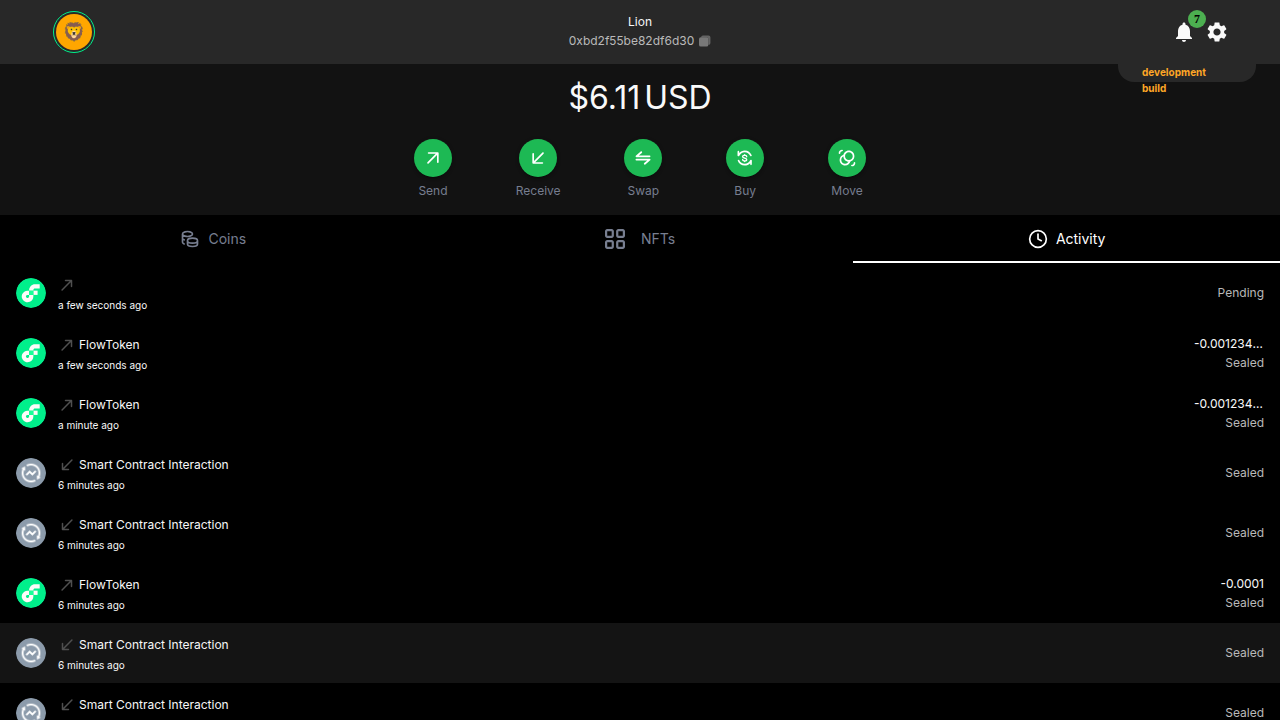 Lion
0xbd2f55be82df6d30
7
development
build
$6.11 USD
Send
Receive
Swap
Buy
Move
Coins
NFTs
Activity
a few seconds ago
Pending
FlowToken
-0.001234...
a few seconds ago
Sealed
FlowToken
-0.001234...
a minute ago
Sealed
Smart Contract Interaction
6 minutes ago
Sealed
Smart Contract Interaction
6 minutes ago
Sealed
FlowToken
-0.0001
6 minutes ago
Sealed
Smart Contract Interaction
6 minutes ago
Sealed
Smart Contract Interaction
Sealed